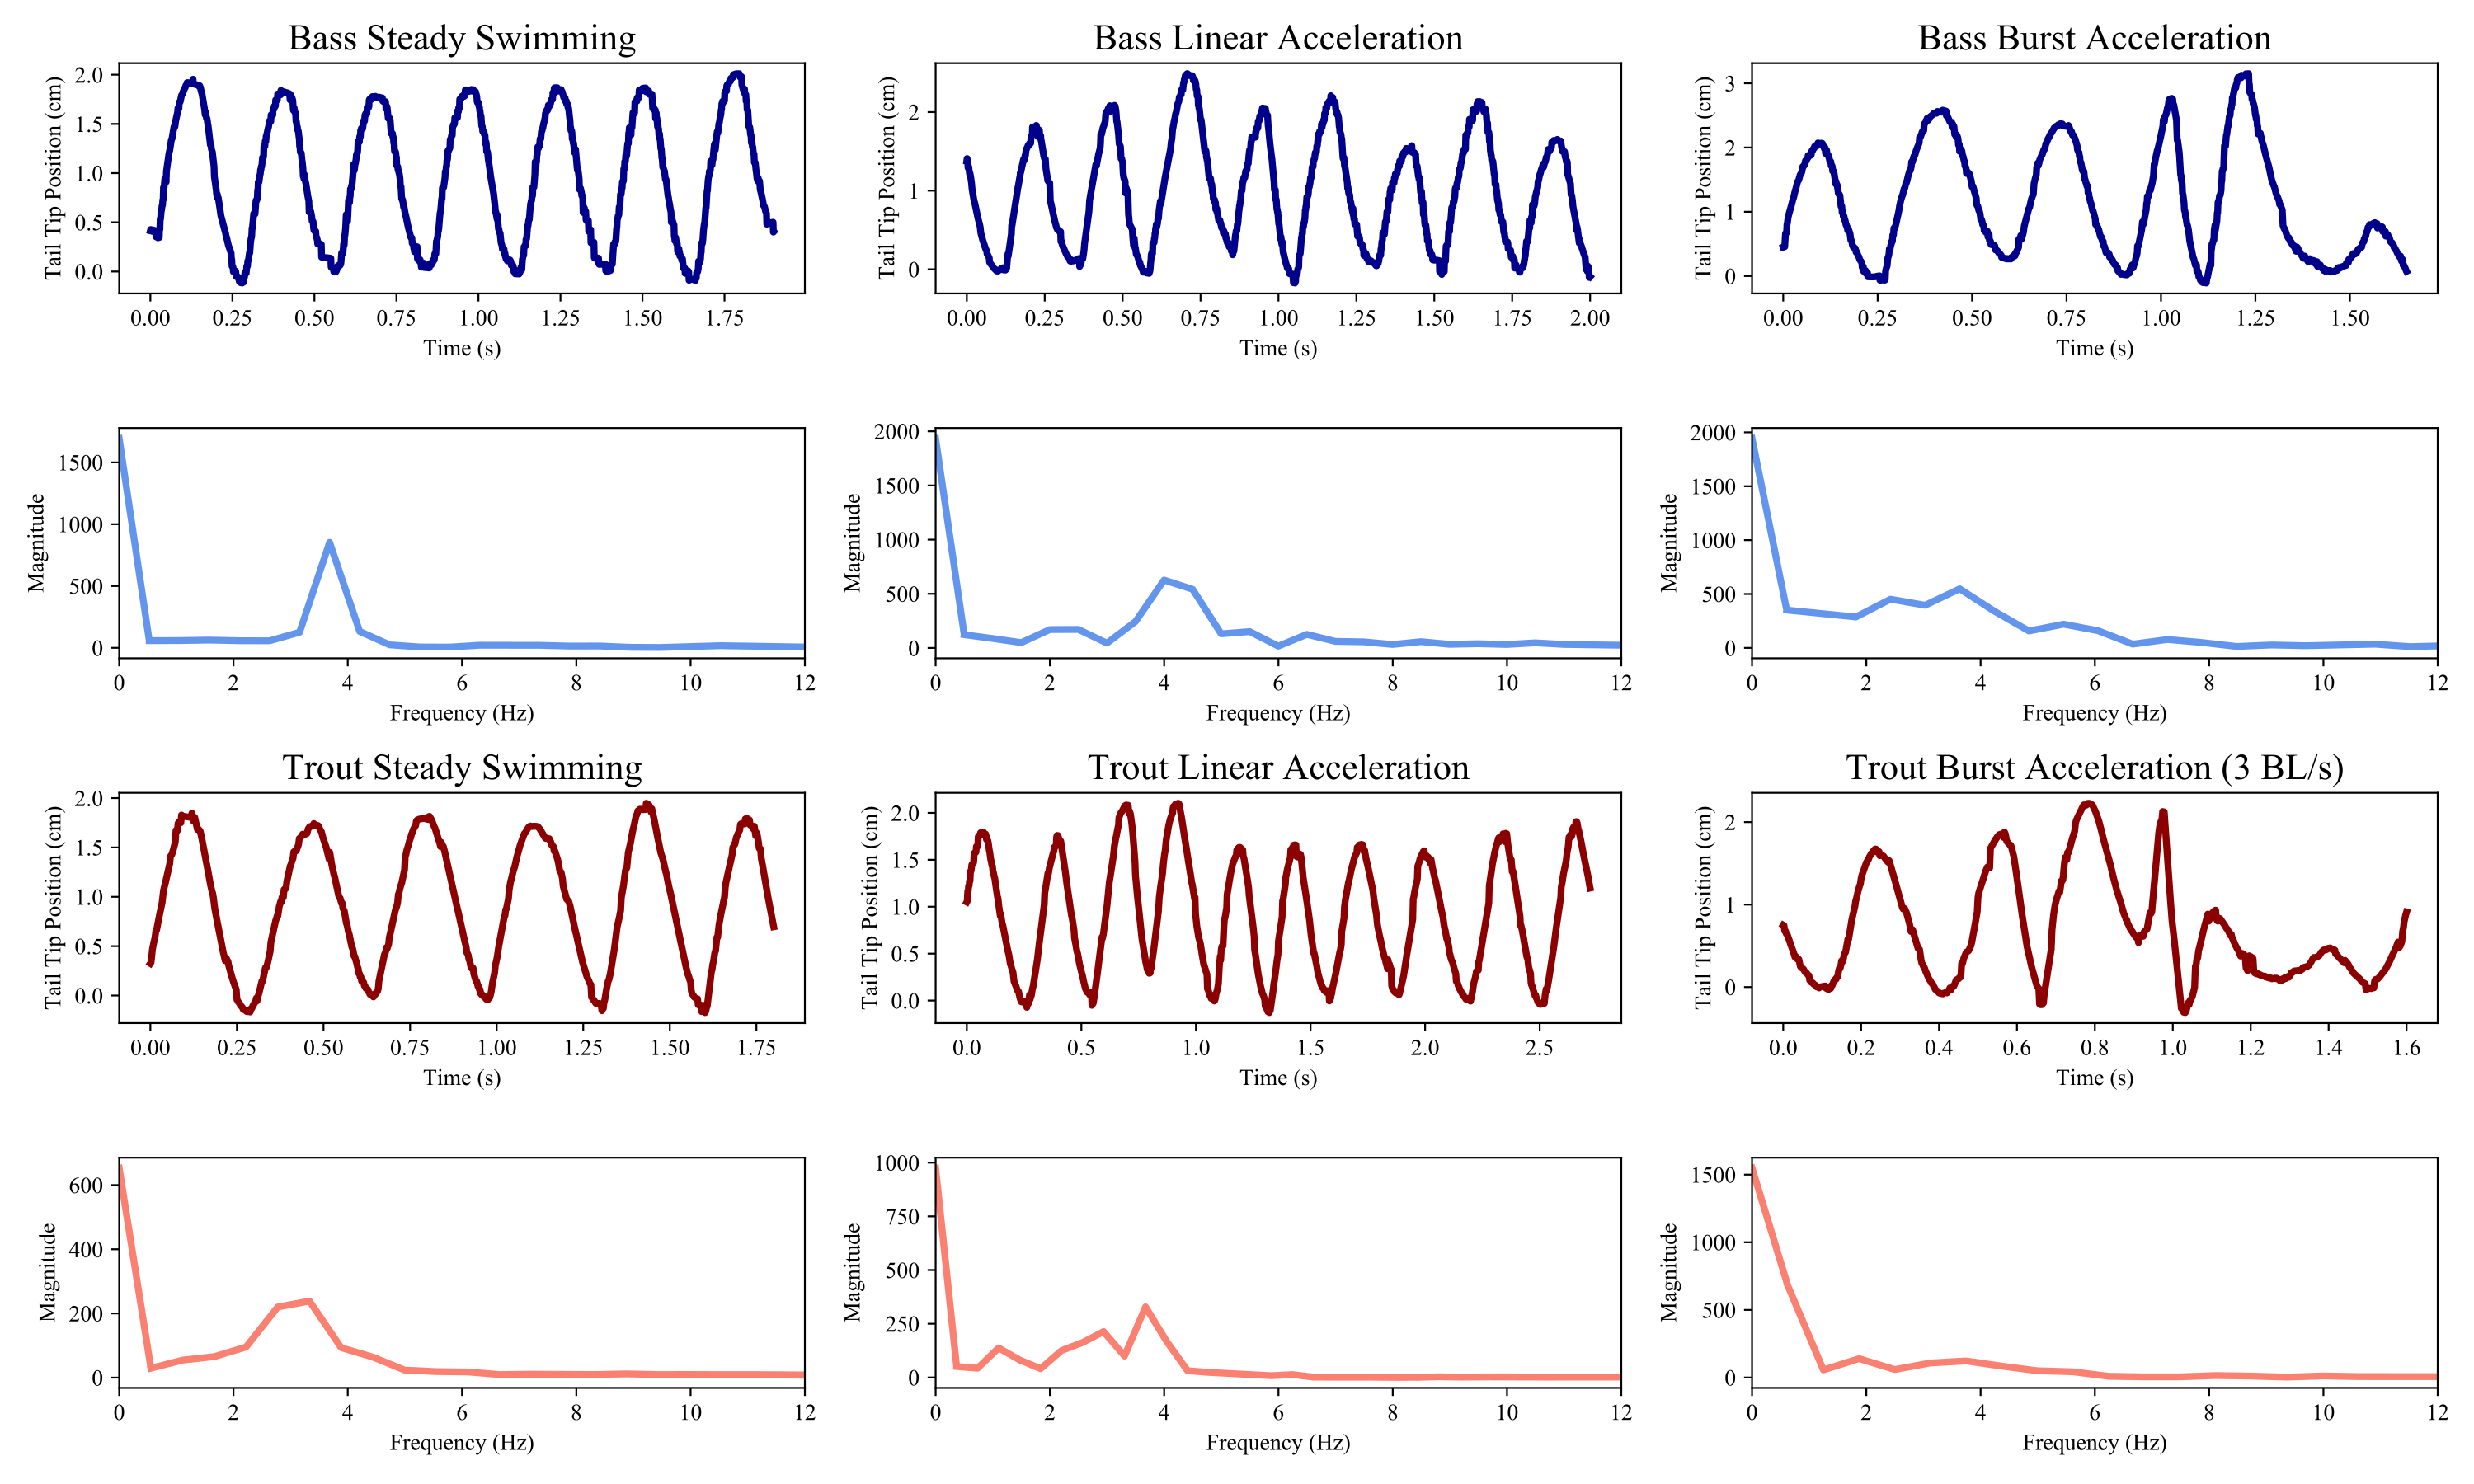 Bass Steady Swimming
Bass Linear Acceleration
Bass Burst Acceleration
Tail Tip Position (cm)
2.0
1.5
1.0
0.5
0.0
0.00 0.25 0.50 0.75 1.00 1.25 1.50 1.75
Time (s)
Tail Tip Position (cm)
2
1
0
0.00 0.25 0.50 0.75 1.00 1.25 1.50 1.75 2.00
Time (s)
Tail Tip Position (cm)
3
2
1
0
0.00 0.25 0.50 0.75 1.00 1.25 1.50
Time (s)
Magnitude
1500
1000
500
0
0 2 4 6 8 10 12
Frequency (Hz)
Magnitude
2000
1500
1000
500
0
0 2 4 6 8 10 12
Frequency (Hz)
Magnitude
2000
1500
1000
500
0
0 2 4 6 8 10 12
Frequency (Hz)
Trout Steady Swimming
Trout Linear Acceleration
Trout Burst Acceleration (3 BL/s)
Tail Tip Position (cm)
2.0
1.5
1.0
0.5
0.0
0.00 0.25 0.50 0.75 1.00 1.25 1.50 1.75
Time (s)
Tail Tip Position (cm)
2.0
1.5
1.0
0.5
0.0
0.0 0.5 1.0 1.5 2.0 2.5
Time (s)
Tail Tip Position (cm)
2
1
0
0.0 0.2 0.4 0.6 0.8 1.0 1.2 1.4 1.6
Time (s)
Magnitude
600
400
200
0
0 2 4 6 8 10 12
Frequency (Hz)
Magnitude
1000
750
500
250
0
0 2 4 6 8 10 12
Frequency (Hz)
Magnitude
1500
1000
500
0
0 2 4 6 8 10 12
Frequency (Hz)